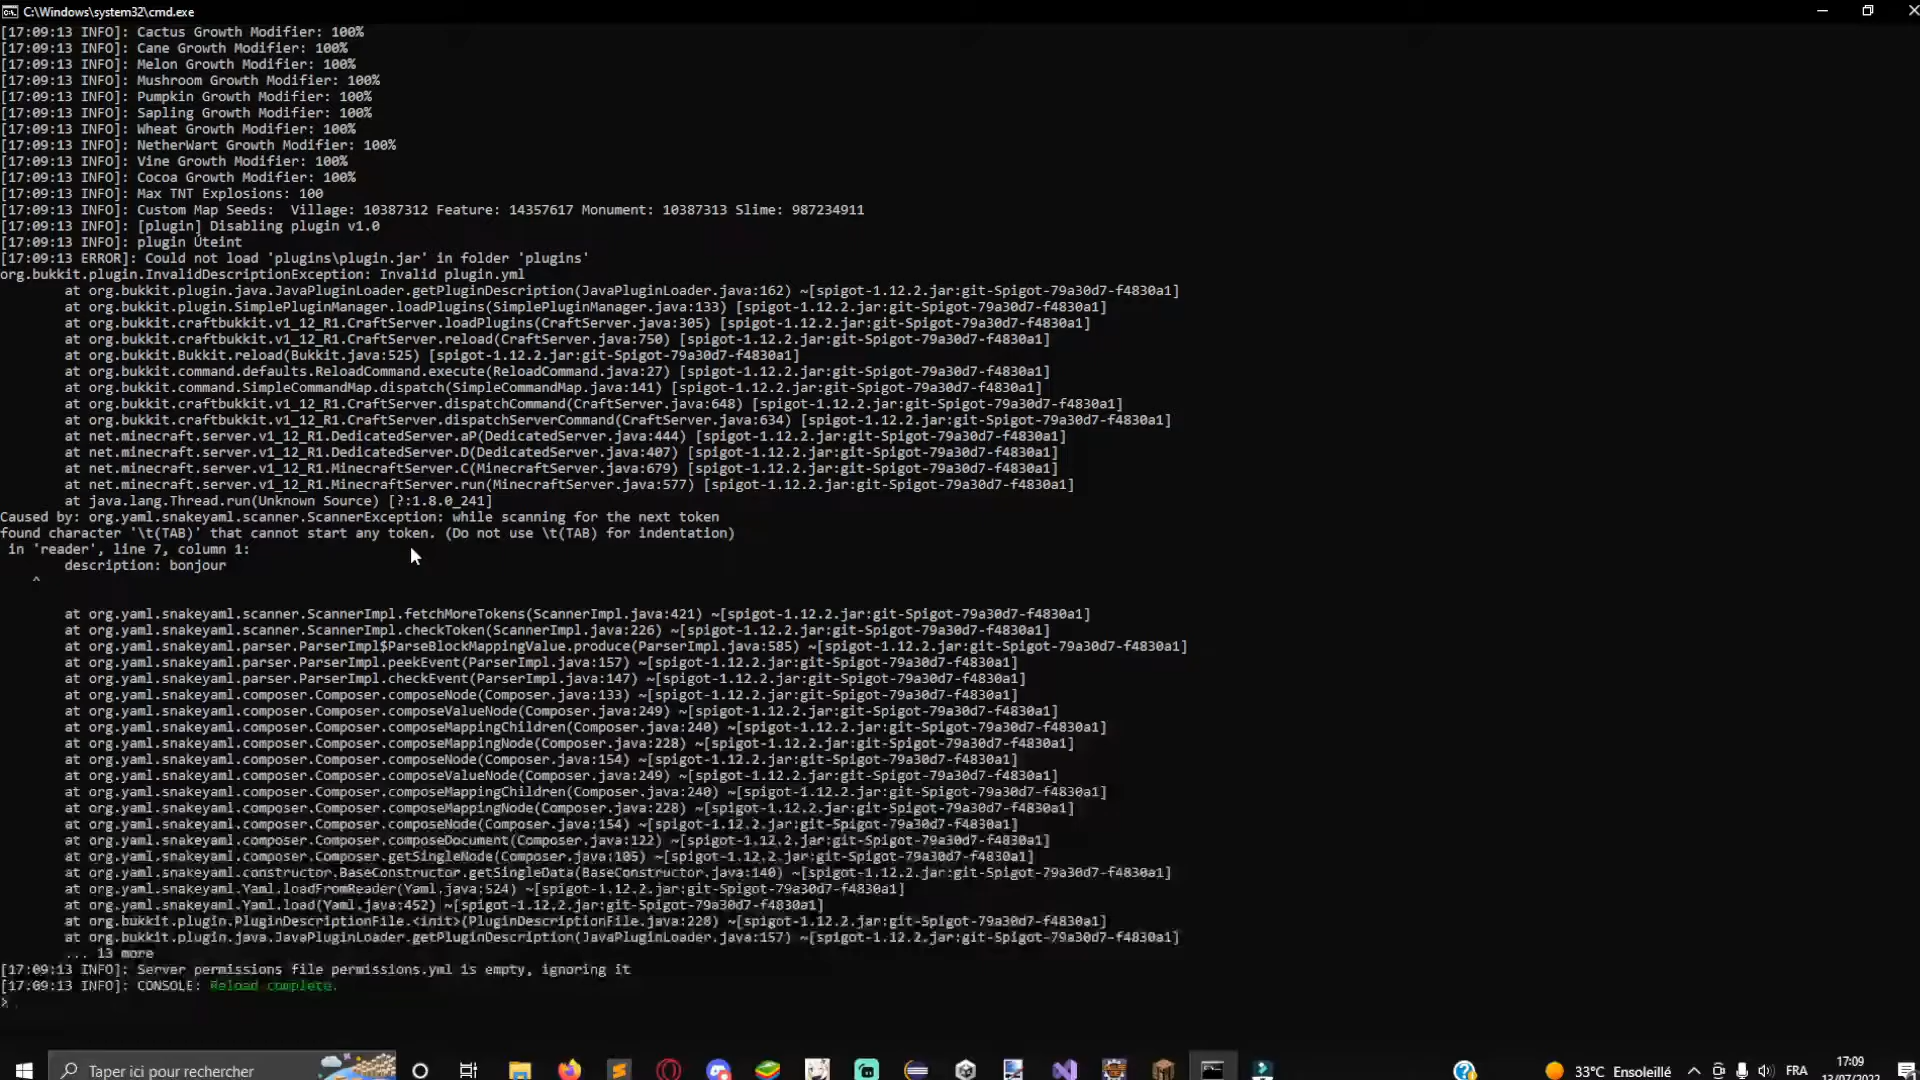 C:\Windows\system32\cmd.exe
[17:09:13 INFO]: Cactus Growth Modifier: 100%
[17:09:13 INFO]: Cane Growth Modifier: 100%
[17:09:13 INFO]: Melon Growth Modifier: 100%
[17:09:13 INFO]: Mushroom Growth Modifier: 100%
[17:09:13 INFO]: Pumpkin Growth Modifier: 100%
[17:09:13 INFO]: Sapling Growth Modifier: 100%
[17:09:13 INFO]: Wheat Growth Modifier: 100%
[17:09:13 INFO]: NetherWart Growth Modifier: 100%
[17:09:13 INFO]: Vine Growth Modifier: 100%
[17:09:13 INFO]: Cocoa Growth Modifier: 100%
[17:09:13 INFO]: Max TNT Explosions: 100
[17:09:13 INFO]: Custom Map Seeds:  Village: 10387312 Feature: 14357617 Monument: 10387313 Slime: 987234911
[17:09:13 INFO]: [plugin] Disabling plugin v1.0
[17:09:13 INFO]: plugin Úteint
[17:09:13 ERROR]: Could not load 'plugins\plugin.jar' in folder 'plugins'
org.bukkit.plugin.InvalidDescriptionException: Invalid plugin.yml
at org.bukkit.plugin.java.JavaPluginLoader.getPluginDescription(JavaPluginLoader.java:162) ~[spigot-1.12.2.jar:git-Spigot-79a30d7-f4830a1]
at org.bukkit.plugin.SimplePluginManager.loadPlugins(SimplePluginManager.java:133) [spigot-1.12.2.jar:git-Spigot-79a30d7-f4830a1]
at org.bukkit.craftbukkit.v1_12_R1.CraftServer.loadPlugins(CraftServer.java:305) [spigot-1.12.2.jar:git-Spigot-79a30d7-f4830a1]
at org.bukkit.craftbukkit.v1_12_R1.CraftServer.reload(CraftServer.java:750) [spigot-1.12.2.jar:git-Spigot-79a30d7-f4830a1]
at org.bukkit.Bukkit.reload(Bukkit.java:525) [spigot-1.12.2.jar:git-Spigot-79a30d7-f4830a1]
at org.bukkit.command.defaults.ReloadCommand.execute(ReloadCommand.java:27) [spigot-1.12.2.jar:git-Spigot-79a30d7-f4830a1]
at org.bukkit.command.SimpleCommandMap.dispatch(SimpleCommandMap.java:141) [spigot-1.12.2.jar:git-Spigot-79a30d7-f4830a1]
at org.bukkit.craftbukkit.v1_12_R1.CraftServer.dispatchCommand(CraftServer.java:648) [spigot-1.12.2.jar:git-Spigot-79a30d7-f4830a1]
at org.bukkit.craftbukkit.v1_12_R1.CraftServer.dispatchServerCommand(CraftServer.java:634) [spigot-1.12.2.jar:git-Spigot-79a30d7-f4830a1]
at net.minecraft.server.v1_12_R1.DedicatedServer.aP(DedicatedServer.java:444) [spigot-1.12.2.jar:git-Spigot-79a30d7-f4830a1]
at net.minecraft.server.v1_12_R1.DedicatedServer.D(DedicatedServer.java:407) [spigot-1.12.2.jar:git-Spigot-79a30d7-f4830a1]
at net.minecraft.server.v1_12_R1.MinecraftServer.C(MinecraftServer.java:679) [spigot-1.12.2.jar:git-Spigot-79a30d7-f4830a1]
at net.minecraft.server.v1_12_R1.MinecraftServer.run(MinecraftServer.java:577) [spigot-1.12.2.jar:git-Spigot-79a30d7-f4830a1]
at java.lang.Thread.run(Unknown Source) [?:1.8.0_241]
Caused by: org.yaml.snakeyaml.scanner.ScannerException: while scanning for the next token
found character '\t(TAB)' that cannot start any token. (Do not use \t(TAB) for indentation)
in 'reader', line 7, column 1:
description: bonjour
^
at org.yaml.snakeyaml.scanner.ScannerImpl.fetchMoreTokens(ScannerImpl.java:421) ~[spigot-1.12.2.jar:git-Spigot-79a30d7-f4830a1]
at org.yaml.snakeyaml.scanner.ScannerImpl.checkToken(ScannerImpl.java:226) ~[spigot-1.12.2.jar:git-Spigot-79a30d7-f4830a1]
at org.yaml.snakeyaml.parser.ParserImpl$ParseBlockMappingValue.produce(ParserImpl.java:585) ~[spigot-1.12.2.jar:git-Spigot-79a30d7-f4830a1]
at org.yaml.snakeyaml.parser.ParserImpl.peekEvent(ParserImpl.java:157) ~[spigot-1.12.2.jar:git-Spigot-79a30d7-f4830a1]
at org.yaml.snakeyaml.parser.ParserImpl.checkEvent(ParserImpl.java:147) ~[spigot-1.12.2.jar:git-Spigot-79a30d7-f4830a1]
at org.yaml.snakeyaml.composer.Composer.composeNode(Composer.java:133) ~[spigot-1.12.2.jar:git-Spigot-79a30d7-f4830a1]
at org.yaml.snakeyaml.composer.Composer.composeValueNode(Composer.java:249) ~[spigot-1.12.2.jar:git-Spigot-79a30d7-f4830a1]
at org.yaml.snakeyaml.composer.Composer.composeMappingChildren(Composer.java:240) ~[spigot-1.12.2.jar:git-Spigot-79a30d7-f4830a1]
at org.yaml.snakeyaml.composer.Composer.composeMappingNode(Composer.java:228) ~[spigot-1.12.2.jar:git-Spigot-79a30d7-f4830a1]
at org.yaml.snakeyaml.composer.Composer.composeNode(Composer.java:154) ~[spigot-1.12.2.jar:git-Spigot-79a30d7-f4830a1]
at org.yaml.snakeyaml.composer.Composer.composeValueNode(Composer.java:249) ~[spigot-1.12.2.jar:git-Spigot-79a30d7-f4830a1]
at org.yaml.snakeyaml.composer.Composer.composeMappingChildren(Composer.java:240) ~[spigot-1.12.2.jar:git-Spigot-79a30d7-f4830a1]
at org.yaml.snakeyaml.composer.Composer.composeMappingNode(Composer.java:228) ~[spigot-1.12.2.jar:git-Spigot-79a30d7-f4830a1]
at org.yaml.snakeyaml.composer.Composer.composeNode(Composer.java:154) ~[spigot-1.12.2.jar:git-Spigot-79a30d7-f4830a1]
at org.yaml.snakeyaml.composer.Composer.composeDocument(Composer.java:122) ~[spigot-1.12.2.jar:git-Spigot-79a30d7-f4830a1]
at org.yaml.snakeyaml.composer.Composer.getSingleNode(Composer.java:105) ~[spigot-1.12.2.jar:git-Spigot-79a30d7-f4830a1]
at org.yaml.snakeyaml.constructor.BaseConstructor.getSingleData(BaseConstructor.java:140) ~[spigot-1.12.2.jar:git-Spigot-79a30d7-f4830a1]
at org.yaml.snakeyaml.Yaml.loadFromReader(Yaml.java:524) ~[spigot-1.12.2.jar:git-Spigot-79a30d7-f4830a1]
at org.yaml.snakeyaml.Yaml.load(Yaml.java:452) ~[spigot-1.12.2.jar:git-Spigot-79a30d7-f4830a1]
at org.bukkit.plugin.PluginDescriptionFile.<init>(PluginDescriptionFile.java:228) ~[spigot-1.12.2.jar:git-Spigot-79a30d7-f4830a1]
at org.bukkit.plugin.java.JavaPluginLoader.getPluginDescription(JavaPluginLoader.java:157) ~[spigot-1.12.2.jar:git-Spigot-79a30d7-f4830a1]
... 13 more
[17:09:13 INFO]: Server permissions file permissions.yml is empty, ignoring it
[17:09:13 INFO]: CONSOLE: Reload complete.
>
Taper ici pour rechercher
33°C Ensoleillé
FRA
17:09
13/07/2022